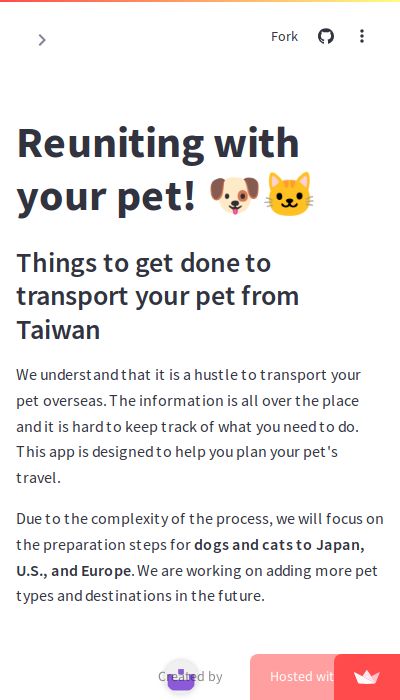 Fork
Reuniting with
your pet! 🐶🐱
Things to get done to
transport your pet from
Taiwan
We understand that it is a hustle to transport your
pet overseas. The information is all over the place
and it is hard to keep track of what you need to do.
This app is designed to help you plan your pet's
travel.
Due to the complexity of the process, we will focus on
the preparation steps for dogs and cats to Japan,
U.S., and Europe. We are working on adding more pet
types and destinations in the future.
Created by
Hosted wit